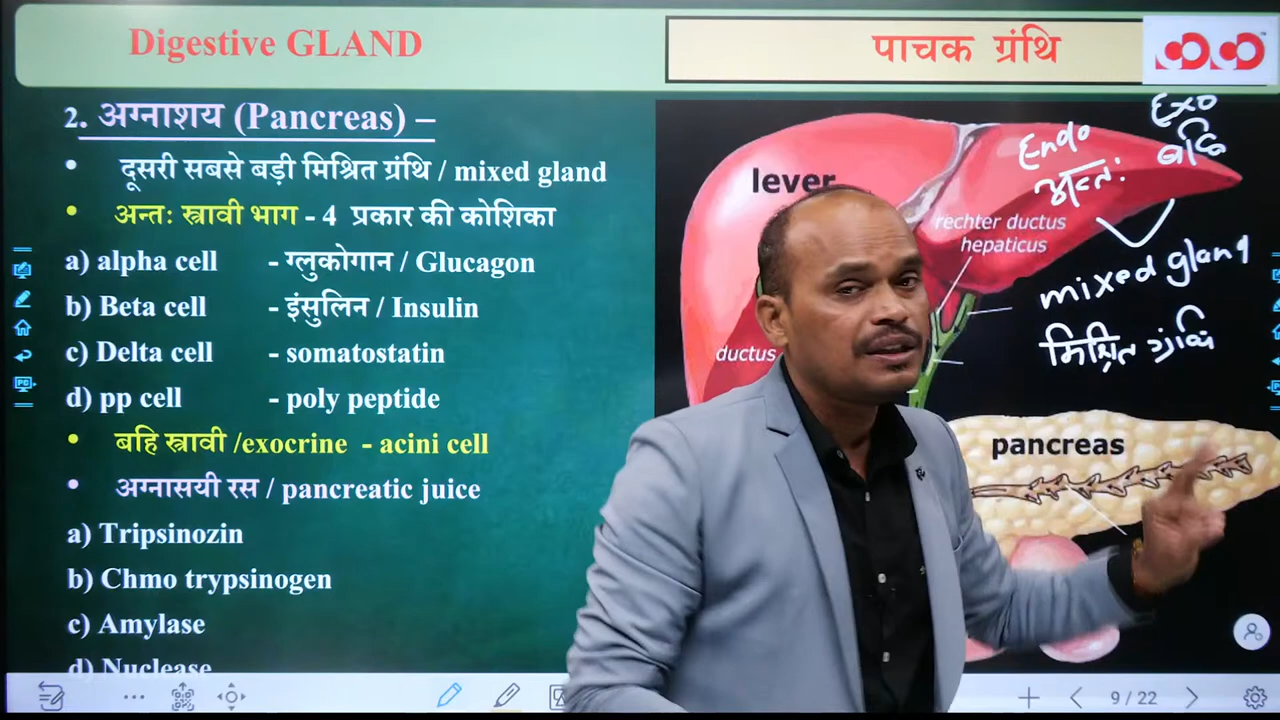 Digestive GLAND
पाचक ग्रंथि
2. अग्नाशय (Pancreas) –
• दूसरी सबसे बड़ी मिश्रित ग्रंथि / mixed gland
• अन्तः स्त्रावी भाग - 4 प्रकार की कोशिका
a) alpha cell - ग्लुकोगान / Glucagon
b) Beta cell - इंसुलिन / Insulin
c) Delta cell - somatostatin
d) pp cell - poly peptide
• बहि स्त्रावी /exocrine - acini cell
• अग्नासयी रस / pancreatic juice
a) Tripsinozin
b) Chmo trypsinogen
c) Amylase
d) Nuclease
lever
Endo
अन्तः
Exo
बहि
rechter ductus
hepaticus
mixed gland
मिश्रित ग्रंथि
ductus
pancreas
9 / 22